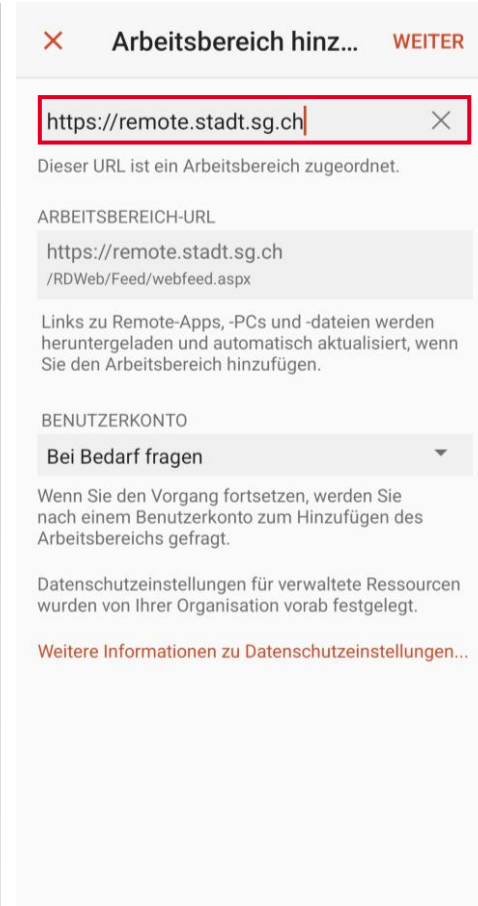 Arbeitsbereich hinz... WEITER
https://remote.stadt.sg.ch
Dieser URL ist ein Arbeitsbereich zugeordnet.
ARBEITSBEREICH-URL
https://remote.stadt.sg.ch
/RDWeb/Feed/webfeed.aspx
Links zu Remote-Apps, -PCs und -dateien werden
heruntergeladen und automatisch aktualisiert, wenn
Sie den Arbeitsbereich hinzufügen.
BENUTZERKONTO
Bei Bedarf fragen
Wenn Sie den Vorgang fortsetzen, werden Sie
nach einem Benutzerkonto zum Hinzufügen des
Arbeitsbereichs gefragt.
Datenschutzeinstellungen für verwaltete Ressourcen
wurden von Ihrer Organisation vorab festgelegt.
Weitere Informationen zu Datenschutzeinstellungen...